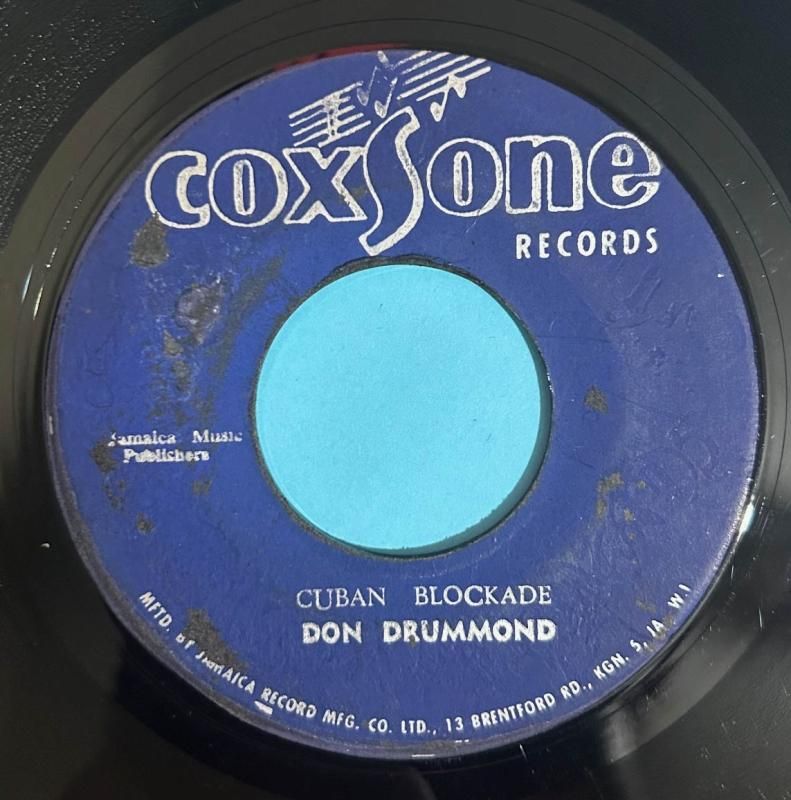 coxsone
RECORDS
Jamaica Music
Publishers
CUBAN BLOCKADE
DON DRUMMOND
MFTD. BY JAMAICA RECORD MFG. CO. LTD., 13 BRENTFORD RD., KGN. 5, JA W.I